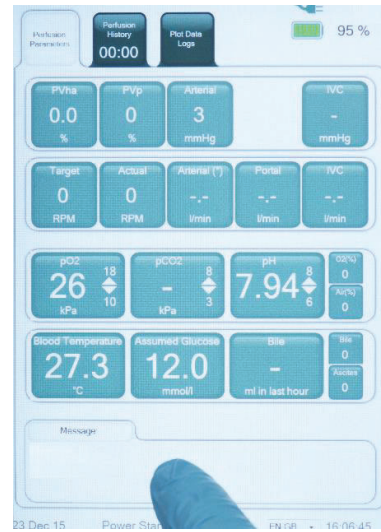 Perfusion Parameters
Perfusion History
00:00
Plot Data Logs
95 %
PVha PVp Arterial IVC
0.0 0 3 -
% % mmHg mmHg
Target Actual Arterial (*) Portal IVC
0 0 -.- -.- -.-
RPM RPM l/min l/min l/min
pO2 pCO2 pH O2(%)
26 18 10 - 8 3 7.94 8 6 0
kPa kPa Air(%)
0
Blood Temperature Assumed Glucose Bile Bile
27.3 12.0 - 0
°C mmol/l ml in last hour Ascites
0
Message
23 Dec 15 Power EN GB - 16:06:45